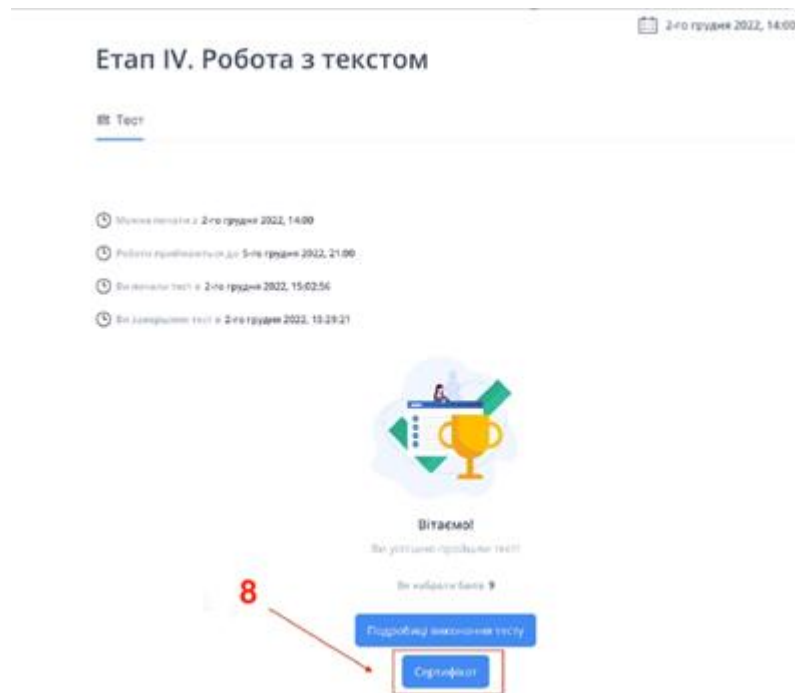 2-го грудня 2022, 14:00
Етап IV. Робота з текстом
Тест
Можна почати з 2-го грудня 2022, 14:00
Роботи приймаються до 5-го грудня 2022, 21:00
Ви почали тест о 2-го грудня 2022, 15:02:56
Ви завершили тест о 2-го грудня 2022, 15:29:21
Вітаємо!
Ви успішно пройшли тест!
Ви набрали балів 9
8
Подробиці виконання тесту
Сертифікат